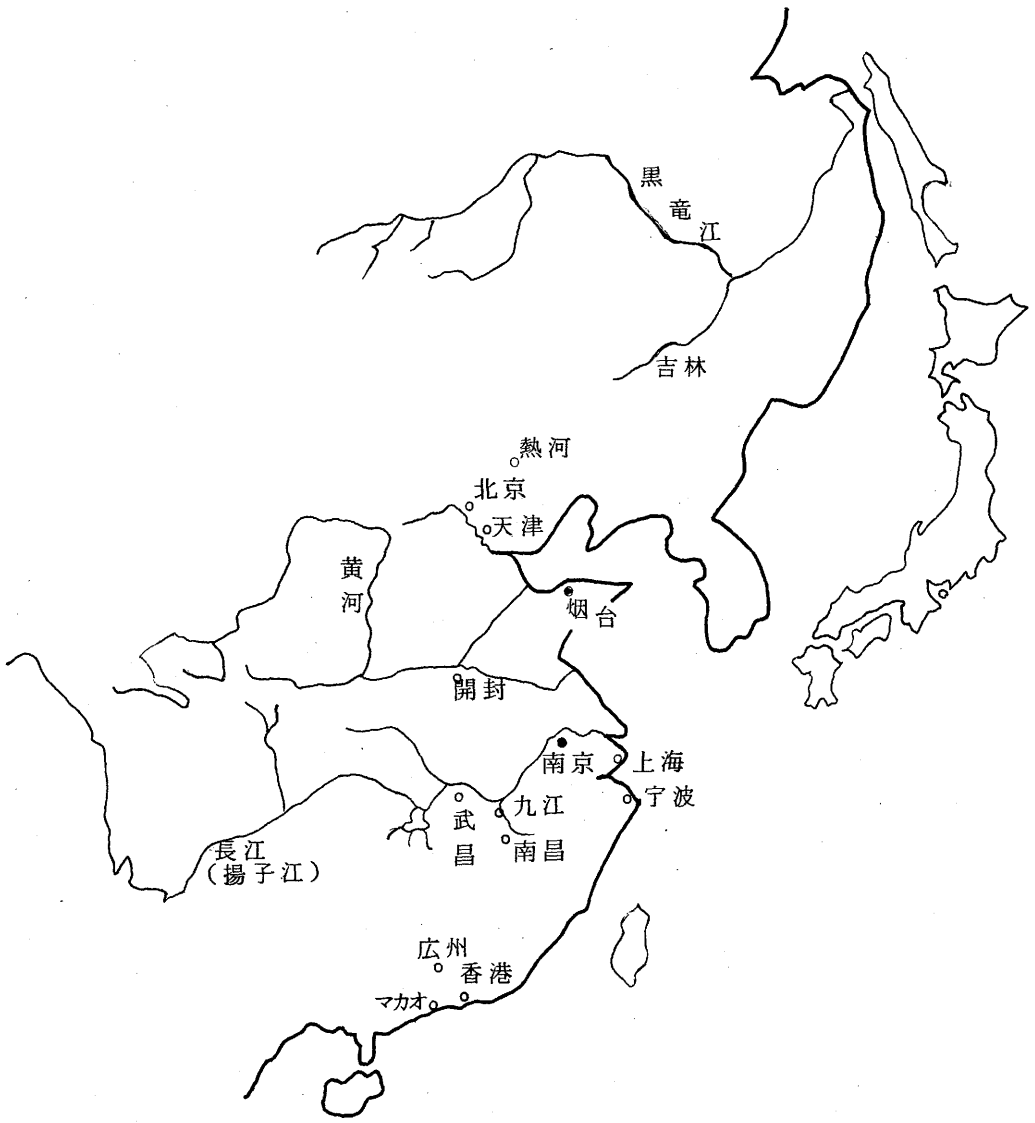 黒竜江
吉林
熱河
北京
天津
黄河
烟台
開封
南京
上海
宁波
武昌
九江
南昌
長江
(揚子江)
広州
香港
マカオ